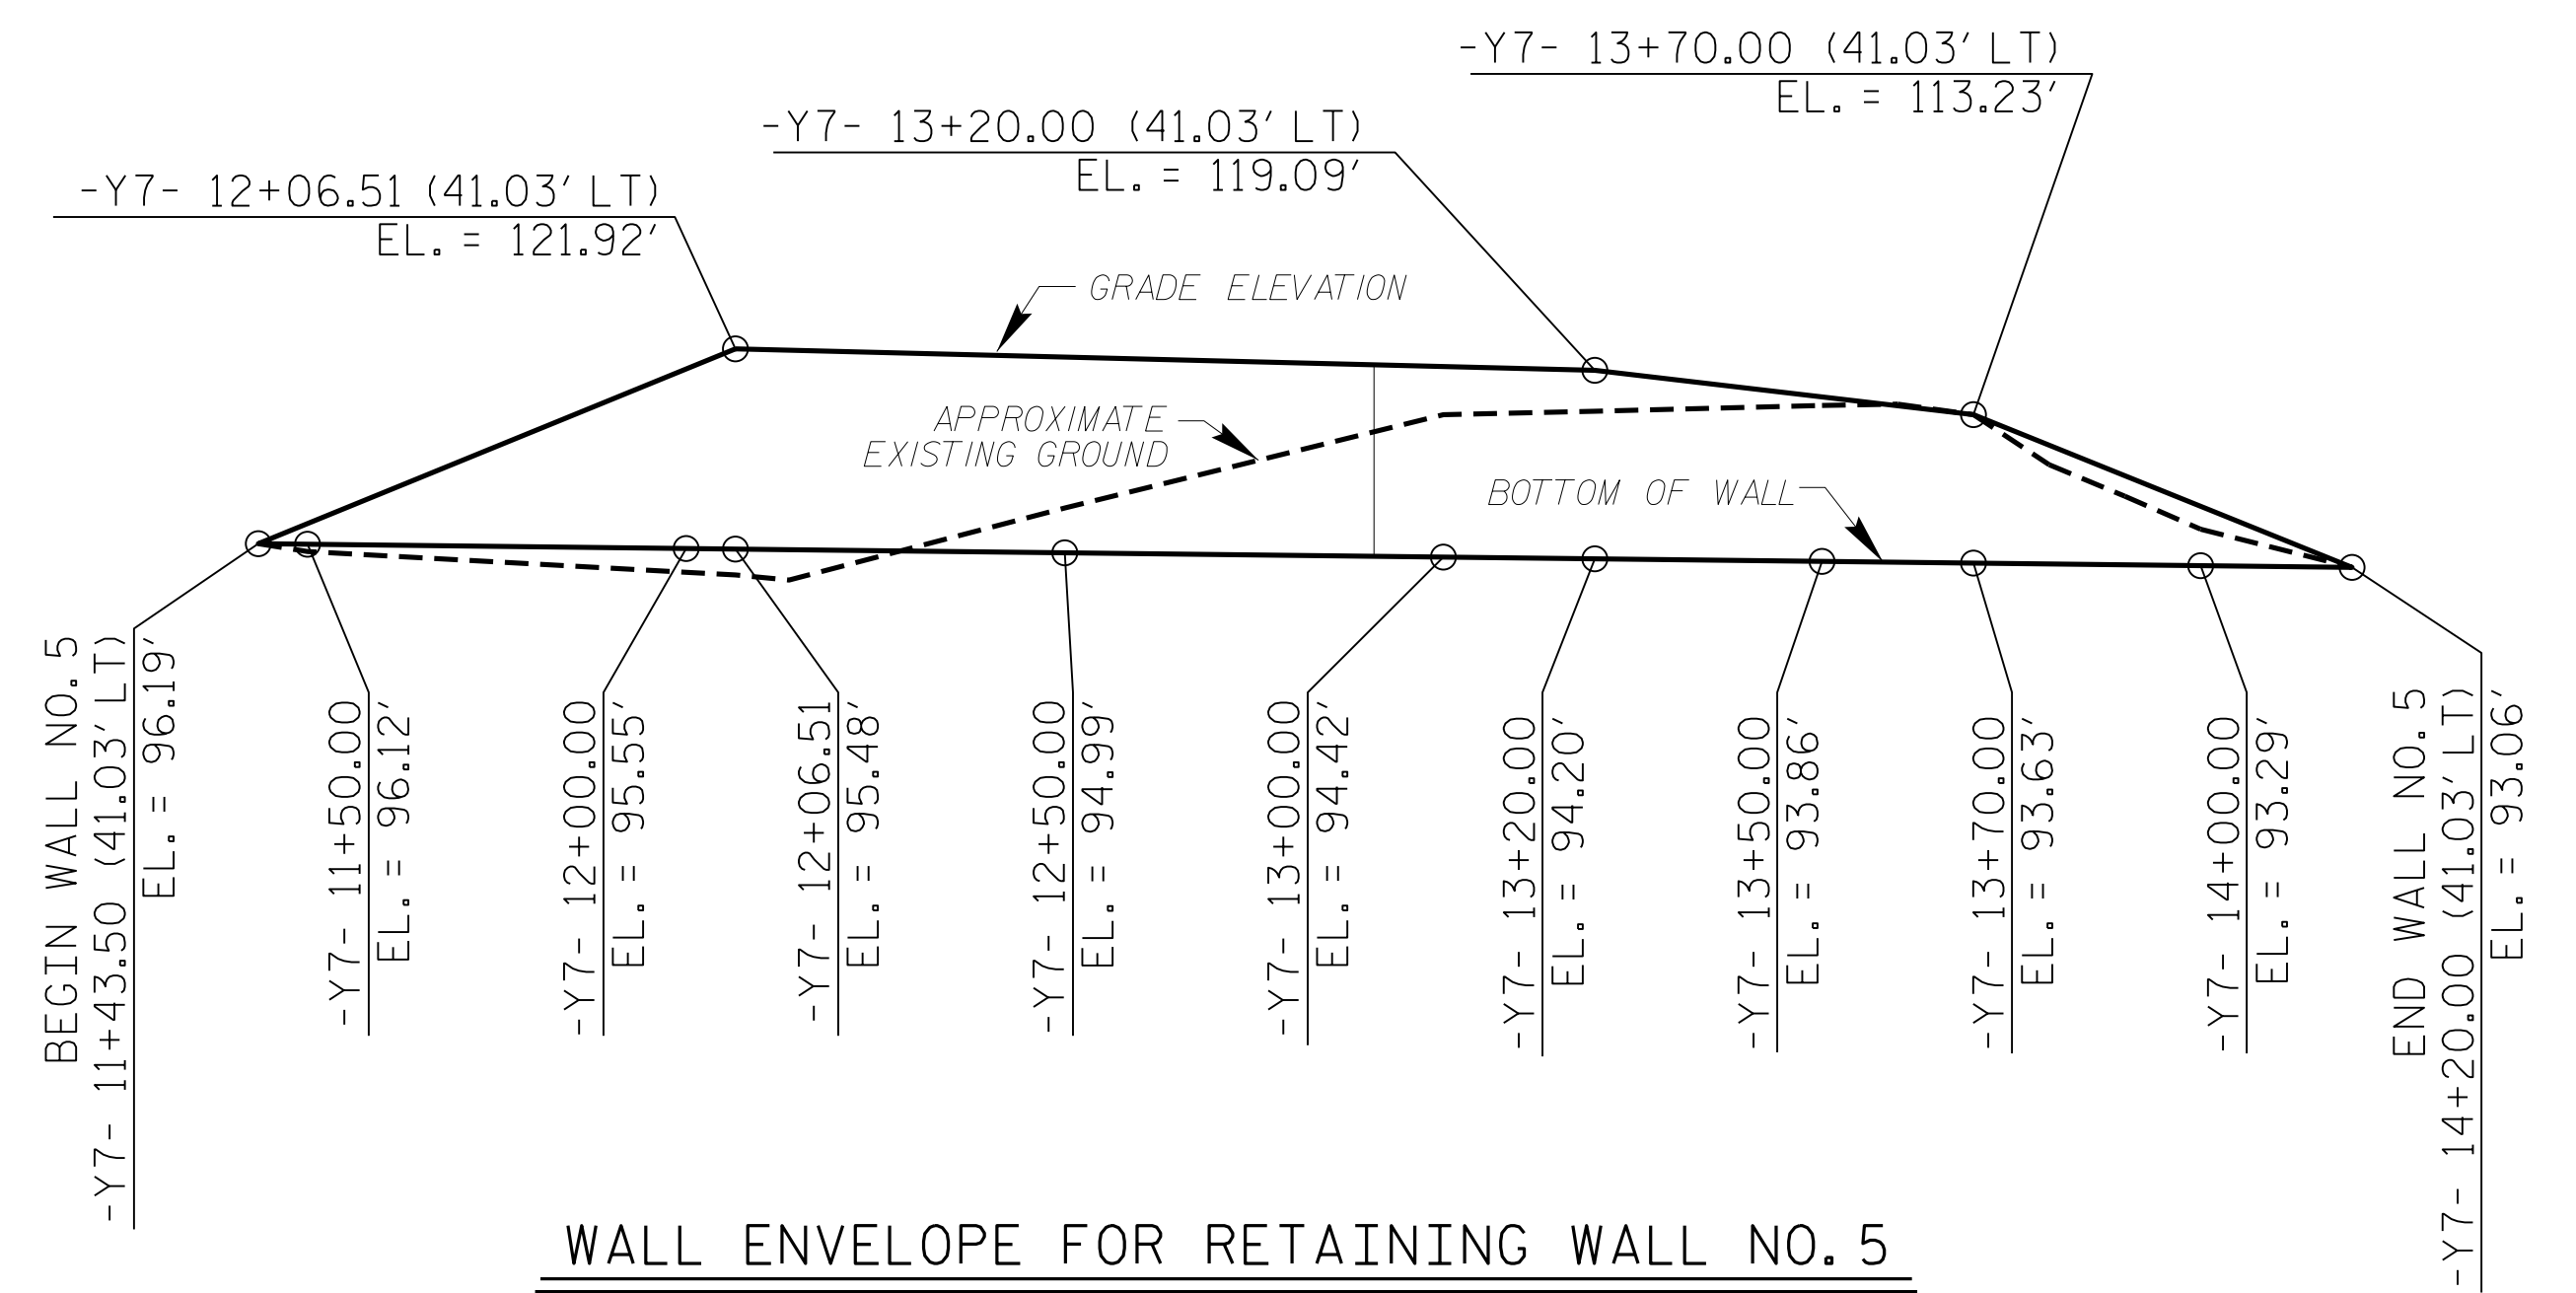 -Y7- 13+70.00 (41.03' LT)
EL. = 113.23'
-Y7- 13+20.00 (41.03' LT)
EL. = 119.09'
-Y7- 12+06.51 (41.03' LT)
EL. = 121.92'
GRADE ELEVATION
APPROXIMATE
EXISTING GROUND
BOTTOM OF WALL
BEGIN WALL NO. 5
-Y7- 11+43.50 (41.03' LT)
EL. = 96.19'
-Y7- 11+50.00
EL. = 96.12'
-Y7- 12+00.00
EL. = 95.55'
-Y7- 12+06.51
EL. = 95.48'
-Y7- 12+50.00
EL. = 94.99'
-Y7- 13+00.00
EL. = 94.42'
-Y7- 13+20.00
EL. = 94.20'
-Y7- 13+50.00
EL. = 93.86'
-Y7- 13+70.00
EL. = 93.63'
-Y7- 14+00.00
EL. = 93.29'
END WALL NO. 5
-Y7- 14+20.00 (41.03' LT)
EL. = 93.06'
WALL ENVELOPE FOR RETAINING WALL NO. 5